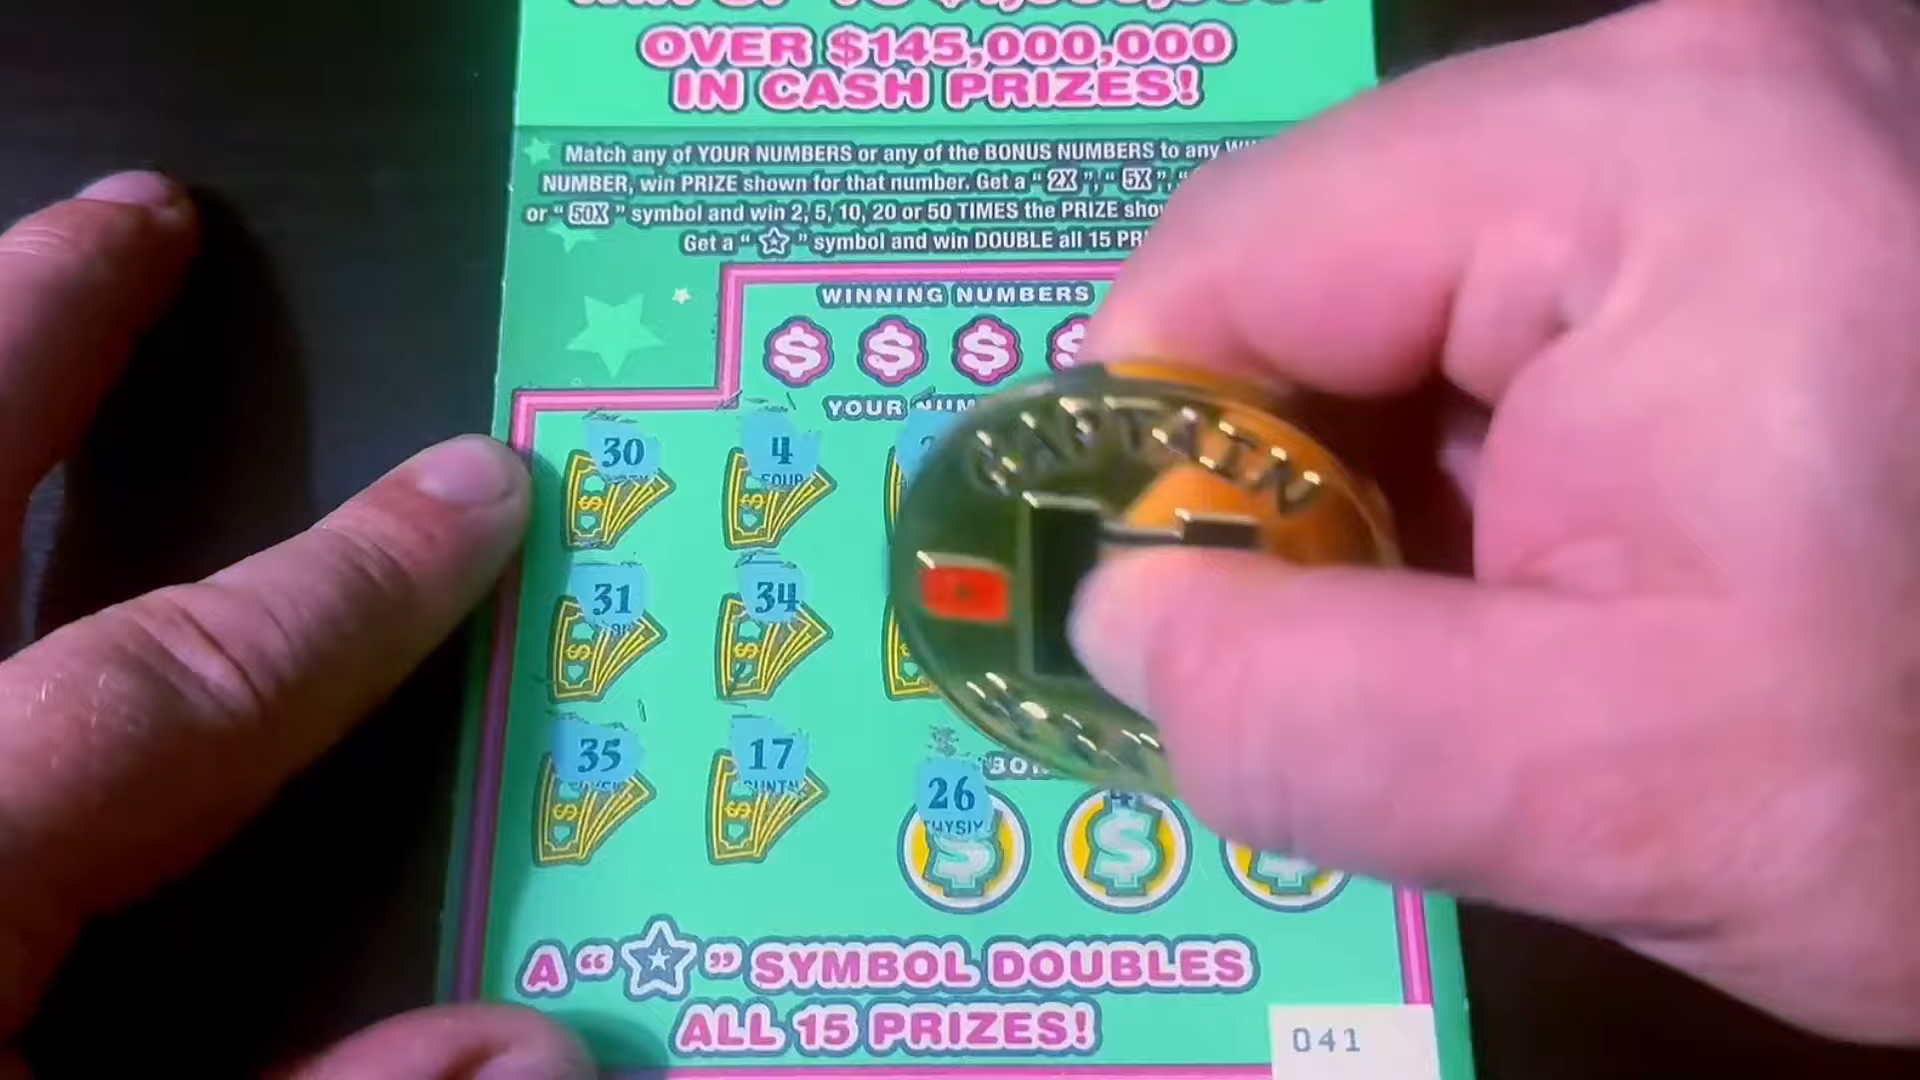 OVER $145,000,000
IN CASH PRIZES!
Match any of YOUR NUMBERS or any of the BONUS NUMBERS to any
NUMBER, win PRIZE shown for that number. Get a " 2X ", " 5X ", "
or " 50X " symbol and win 2, 5, 10, 20 or 50 TIMES the PRIZE
Get a " ☆ " symbol and win DOUBLE all 15
WINNING NUMBERS
$ $ $ $
YOUR
CAPTAIN
30 4
31 34
35 17
26
A " ☆ " SYMBOL DOUBLES
ALL 15 PRIZES!
041